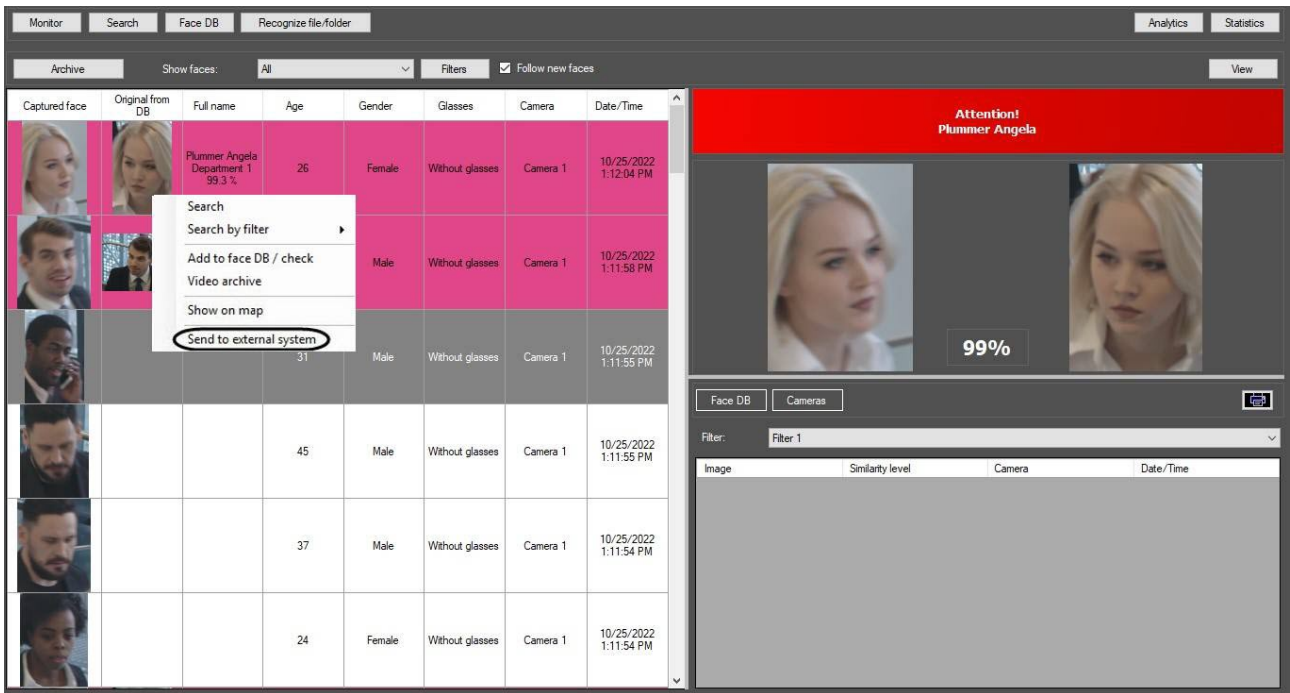 Monitor Search Face DB Recognize file/folder Analytics Statistics
Archive Show faces: All Filters Follow new faces View
Captured face Original from DB Full name Age Gender Glasses Camera Date/Time
Plummer Angela
Department 1
99.3 %
26 Female Without glasses Camera 1 10/25/2022
1:12:04 PM
Search
Search by filter
Add to face DB / check
Video archive
Show on map
Send to external system
Male Without glasses Camera 1 10/25/2022
1:11:58 PM
31 Male Without glasses Camera 1 10/25/2022
1:11:55 PM
45 Male Without glasses Camera 1 10/25/2022
1:11:55 PM
37 Male Without glasses Camera 1 10/25/2022
1:11:54 PM
24 Female Without glasses Camera 1 10/25/2022
1:11:54 PM
Attention!
Plummer Angela
99%
Face DB Cameras
Filter: Filter 1
Image Similarity level Camera Date/Time